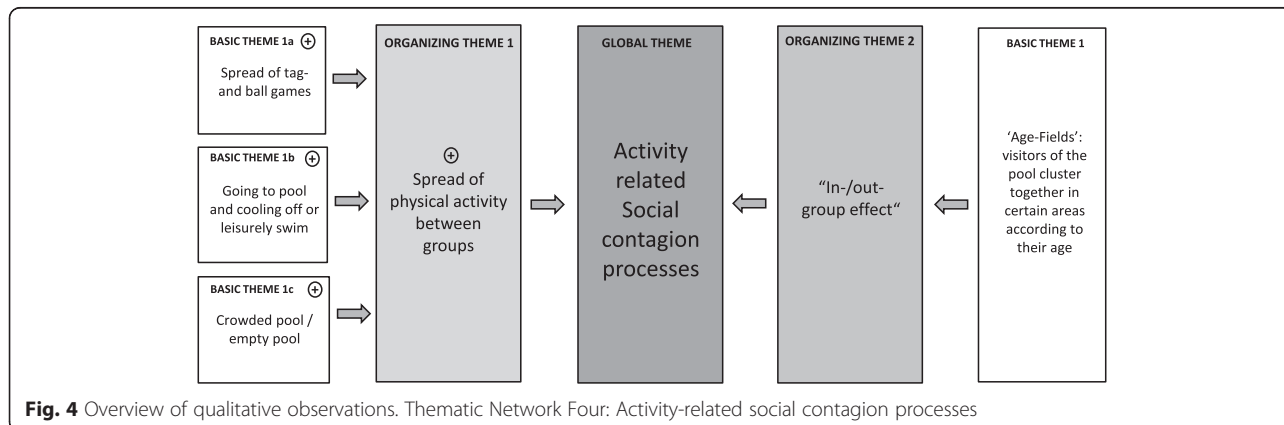 BASIC THEME 1a ⊕
Spread of tag-
and ball games
BASIC THEME 1b ⊕
Going to pool
and cooling off or
leisurely swim
BASIC THEME 1c ⊕
Crowded pool /
empty pool
ORGANIZING THEME 1
⊕
Spread of
physical activity
between
groups
GLOBAL THEME
Activity
related
Social
contagion
processes
ORGANIZING THEME 2
“In-/out-
group effect“
BASIC THEME 1
‘Age-Fields’:
visitors of the
pool cluster
together in
certain areas
according to
their age
Fig. 4 Overview of qualitative observations. Thematic Network Four: Activity-related social contagion processes